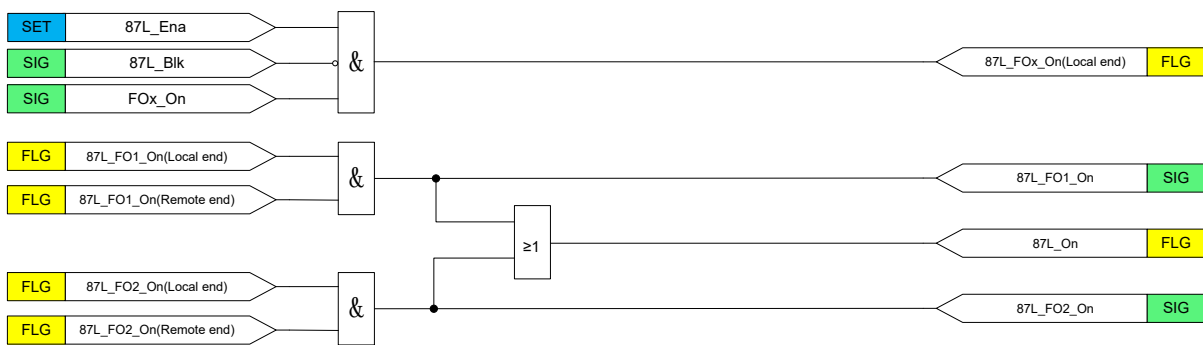 SET 87L_Ena
&
SIG 87L_Blk
87L_FOx_On(Local end) FLG
SIG FOx_On
FLG 87L_FO1_On(Local end)
&
87L_FO1_On SIG
FLG 87L_FO1_On(Remote end)
≥1
87L_On FLG
FLG 87L_FO2_On(Local end)
&
87L_FO2_On SIG
FLG 87L_FO2_On(Remote end)